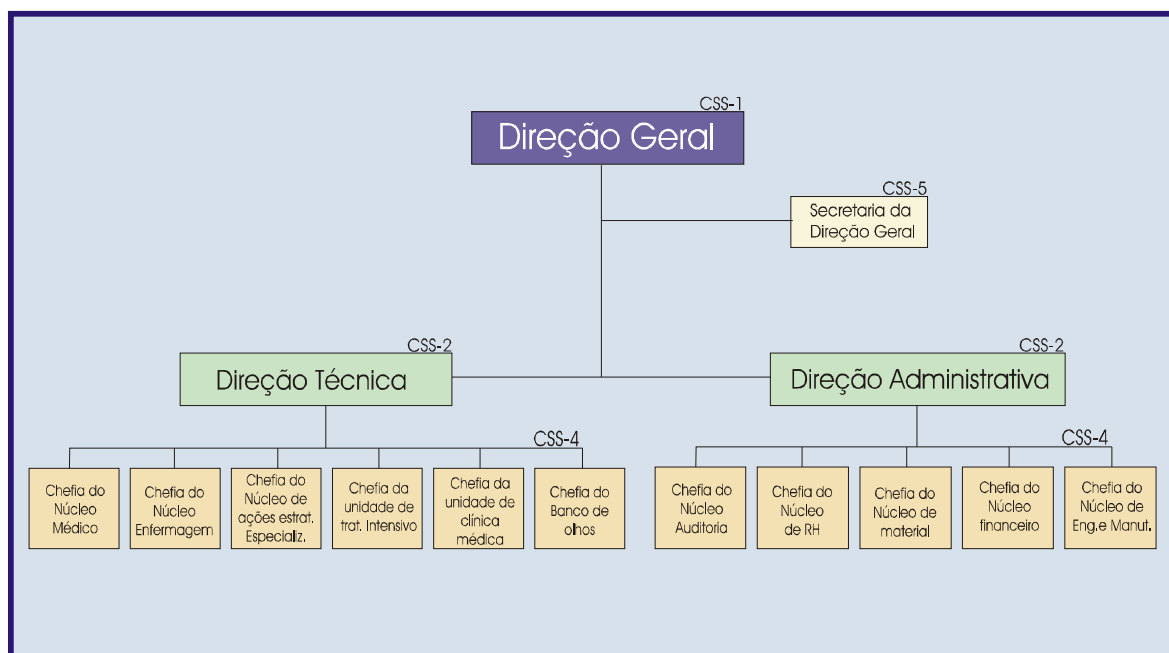 CSS-1
Direção Geral
CSS-5
Secretaria da
Direção Geral
CSS-2
Direção Técnica
CSS-2
Direção Administrativa
CSS-4
Chefia do
Núcleo
Médico
Chefia do
Núcleo
Enfermagem
Chefia do
Núcleo de
ações estrat.
Especializ.
Chefia da
unidade de
trat. Intensivo
Chefia da
unidade de
clínica
médica
Chefia do
Banco de
olhos
CSS-4
Chefia do
Núcleo
Auditoria
Chefia do
Núcleo
de RH
Chefia do
Núcleo de
material
Chefia do
Núcleo
financeiro
Chefia do
Núcleo de
Eng.e Manut.